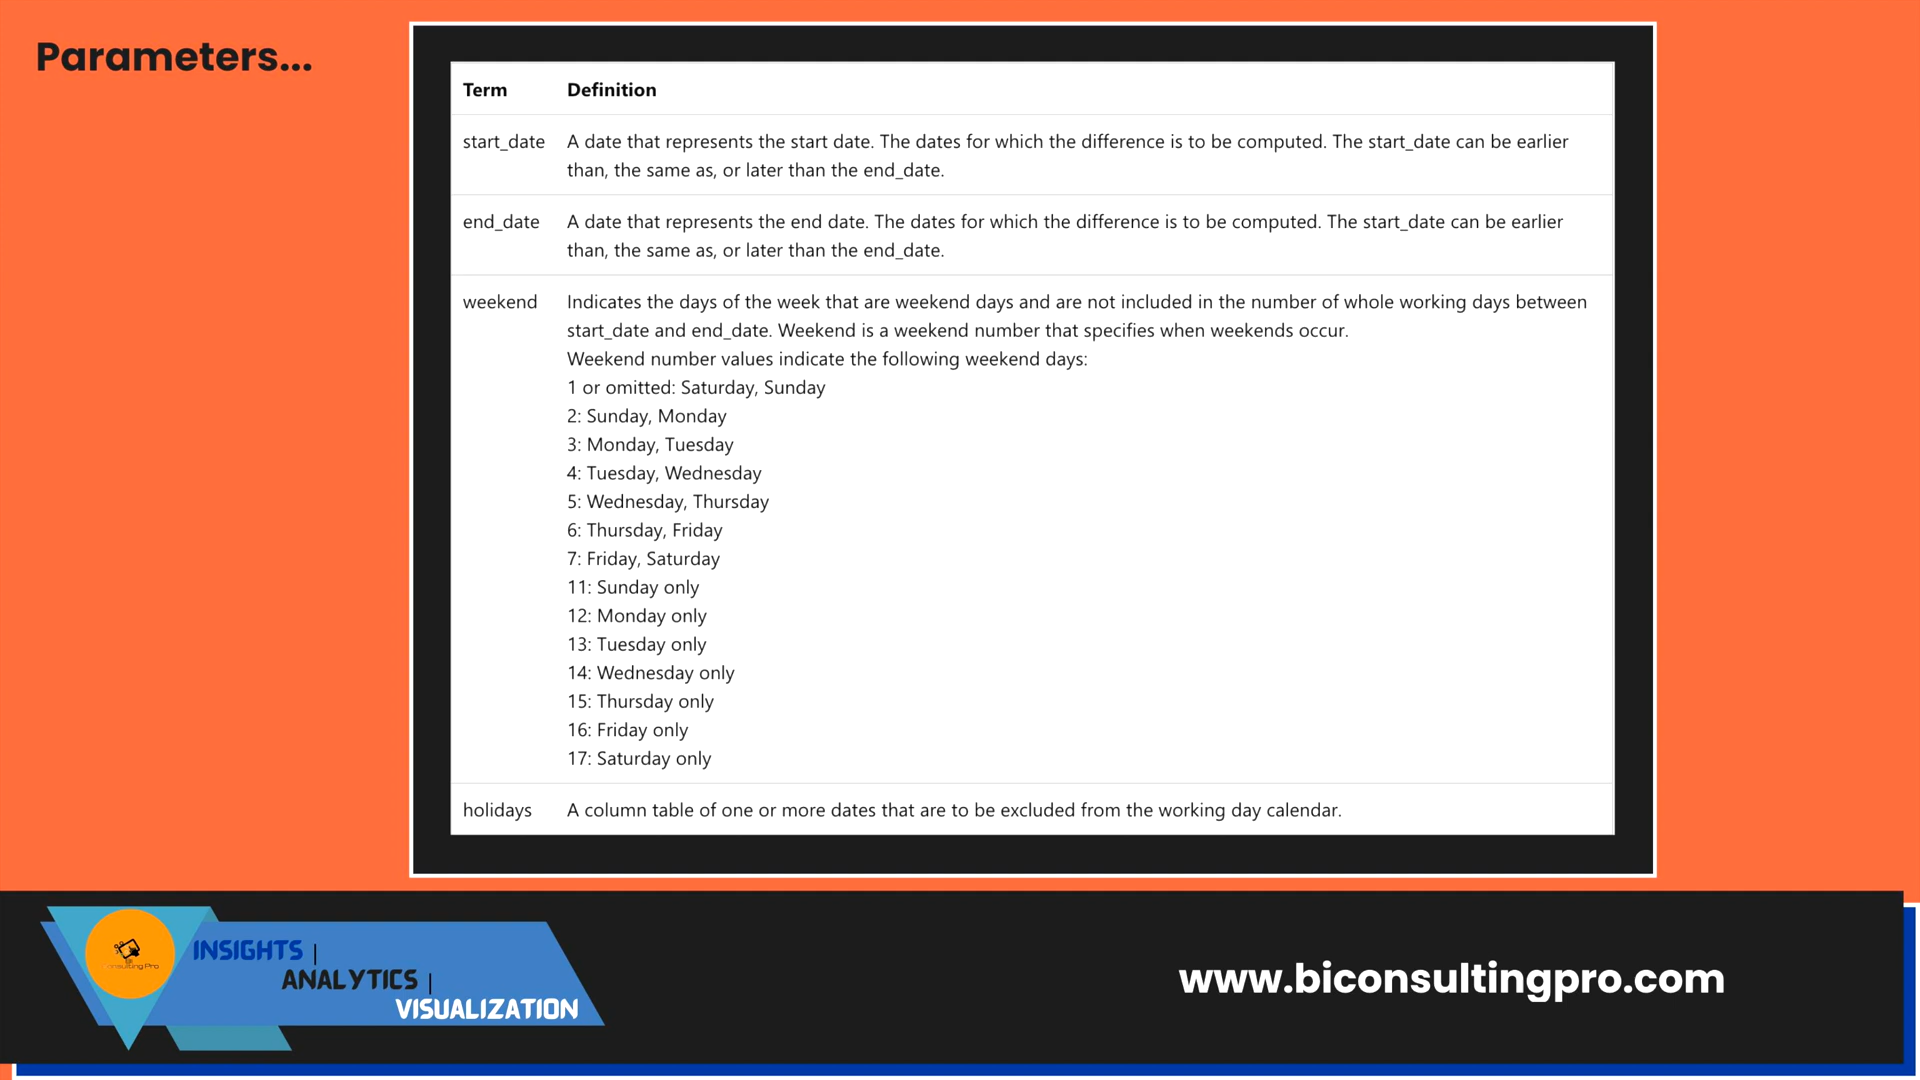 Parameters...
Term Definition
start_date A date that represents the start date. The dates for which the difference is to be computed. The start_date can be earlier
than, the same as, or later than the end_date.
end_date A date that represents the end date. The dates for which the difference is to be computed. The start_date can be earlier
than, the same as, or later than the end_date.
weekend Indicates the days of the week that are weekend days and are not included in the number of whole working days between
start_date and end_date. Weekend is a weekend number that specifies when weekends occur.
Weekend number values indicate the following weekend days:
1 or omitted: Saturday, Sunday
2: Sunday, Monday
3: Monday, Tuesday
4: Tuesday, Wednesday
5: Wednesday, Thursday
6: Thursday, Friday
7: Friday, Saturday
11: Sunday only
12: Monday only
13: Tuesday only
14: Wednesday only
15: Thursday only
16: Friday only
17: Saturday only
holidays A column table of one or more dates that are to be excluded from the working day calendar.
INSIGHTS |
ANALYTICS |
VISUALIZATION
www.biconsultingpro.com